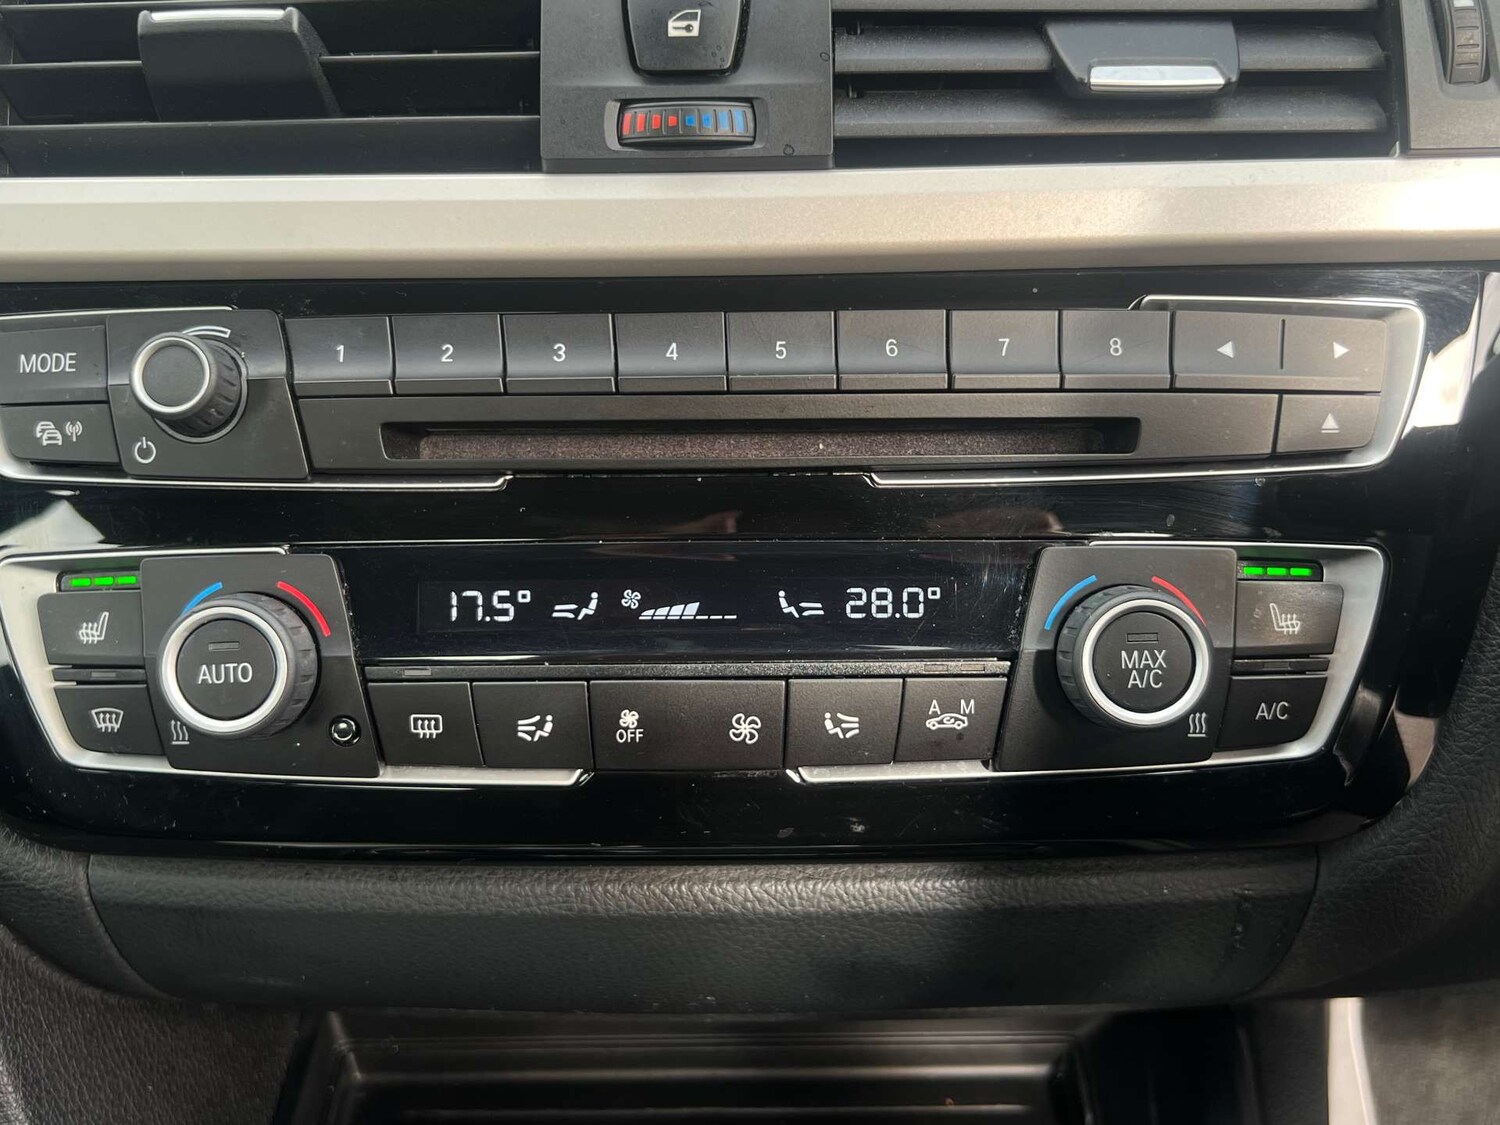 MODE 1 2 3 4 5 6 7 8
17.5° 28.0°
AUTO
MAX
A/C
A/C
OFF
A M